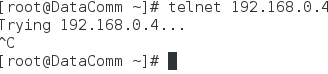 [root@DataComm ~]# telnet 192.168.0.4
Trying 192.168.0.4...
^C
[root@DataComm ~]#